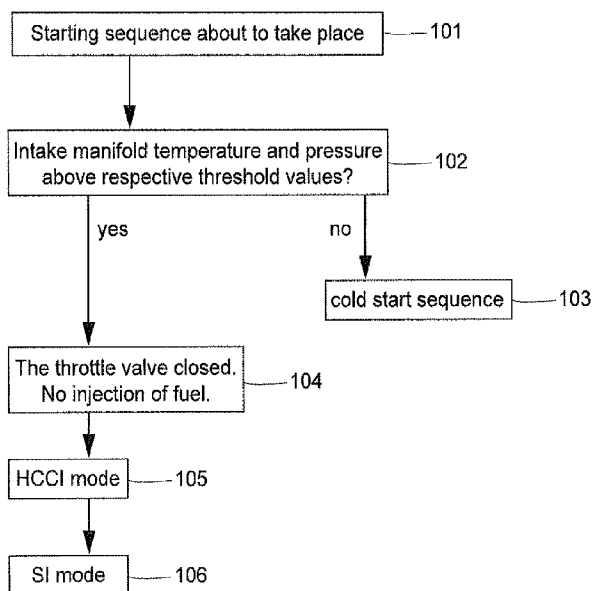 Starting sequence about to take place
101
Intake manifold temperature and pressure
above respective threshold values?
102
yes
no
cold start sequence
103
The throttle valve closed.
No injection of fuel.
104
HCCI mode
105
SI mode
106